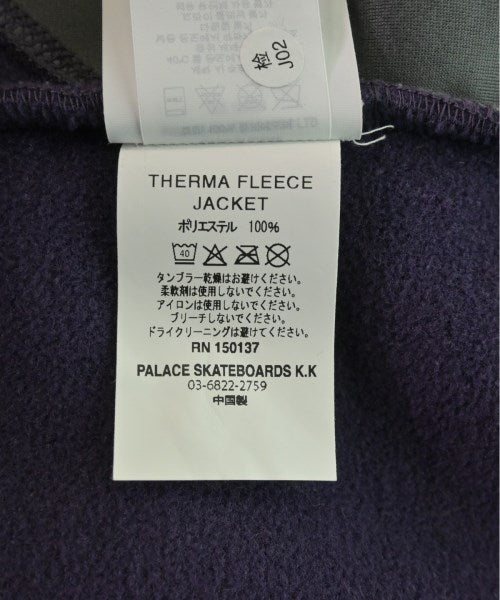 検
J02
THERMA FLEECE
JACKET
ポリエステル 100%
40
タンブラー乾燥はお避けください。
柔軟剤は使用しないでください。
アイロンは使用しないでください。
ブリーチしないでください。
ドライクリーニングは避けてください。
RN 150137
PALACE SKATEBOARDS K.K
03-6822-2759
中国製